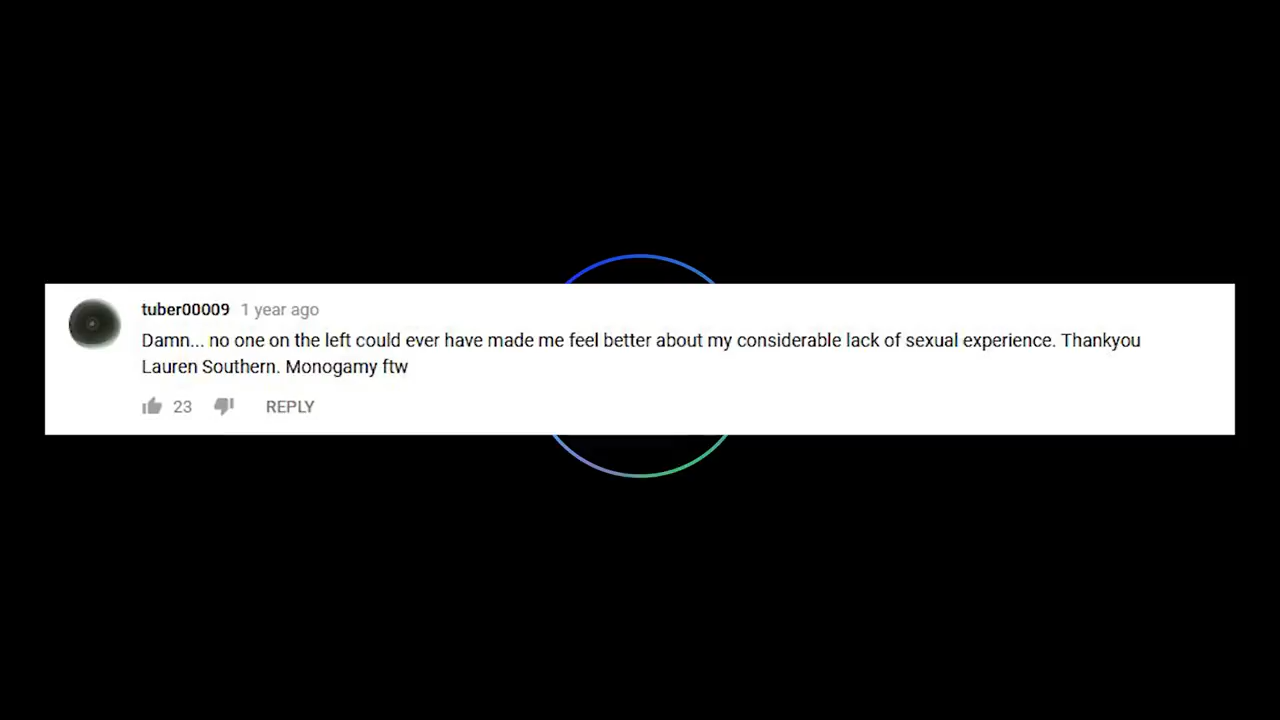 tuber00009 1 year ago
Damn... no one on the left could ever have made me feel better about my considerable lack of sexual experience. Thankyou
Lauren Southern. Monogamy ftw
23 REPLY